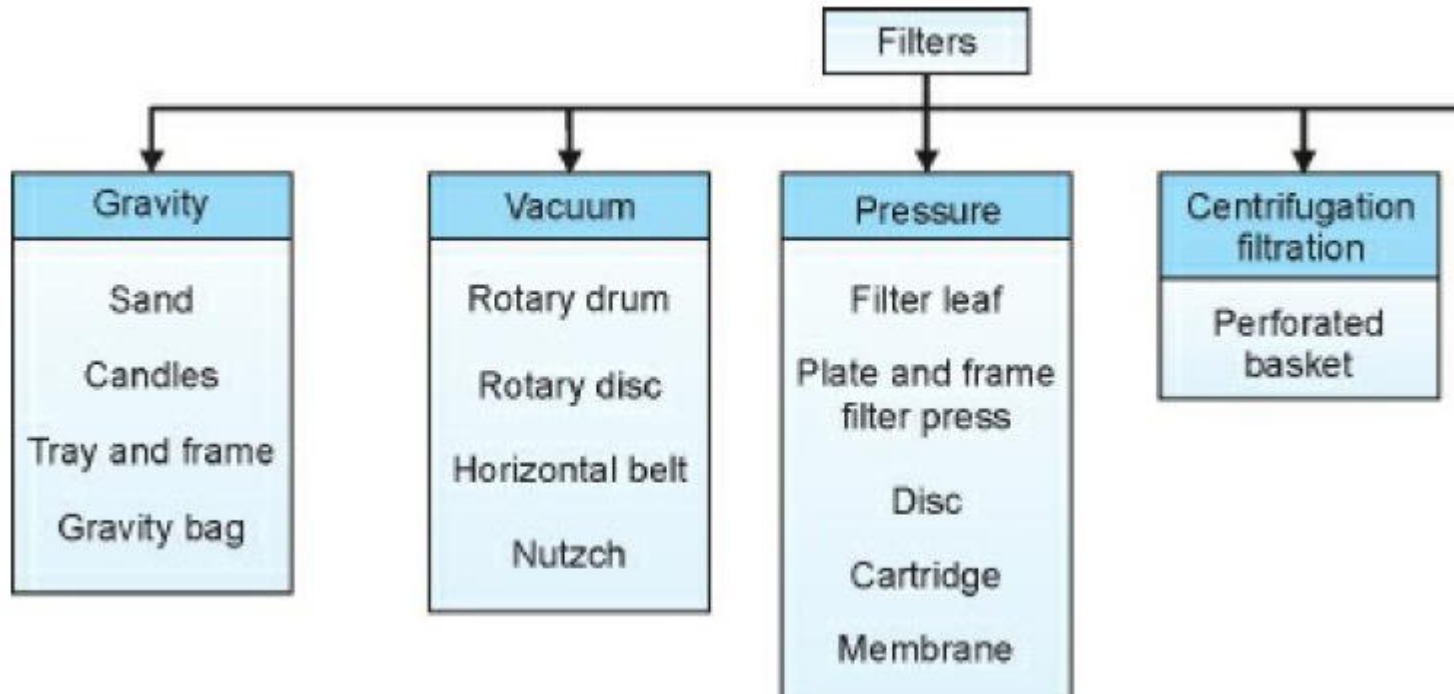 Filters
Gravity
Sand
Candles
Tray and frame
Gravity bag
Vacuum
Rotary drum
Rotary disc
Horizontal belt
Nutzch
Pressure
Filter leaf
Plate and frame
filter press
Disc
Cartridge
Membrane
Centrifugation
filtration
Perforated
basket